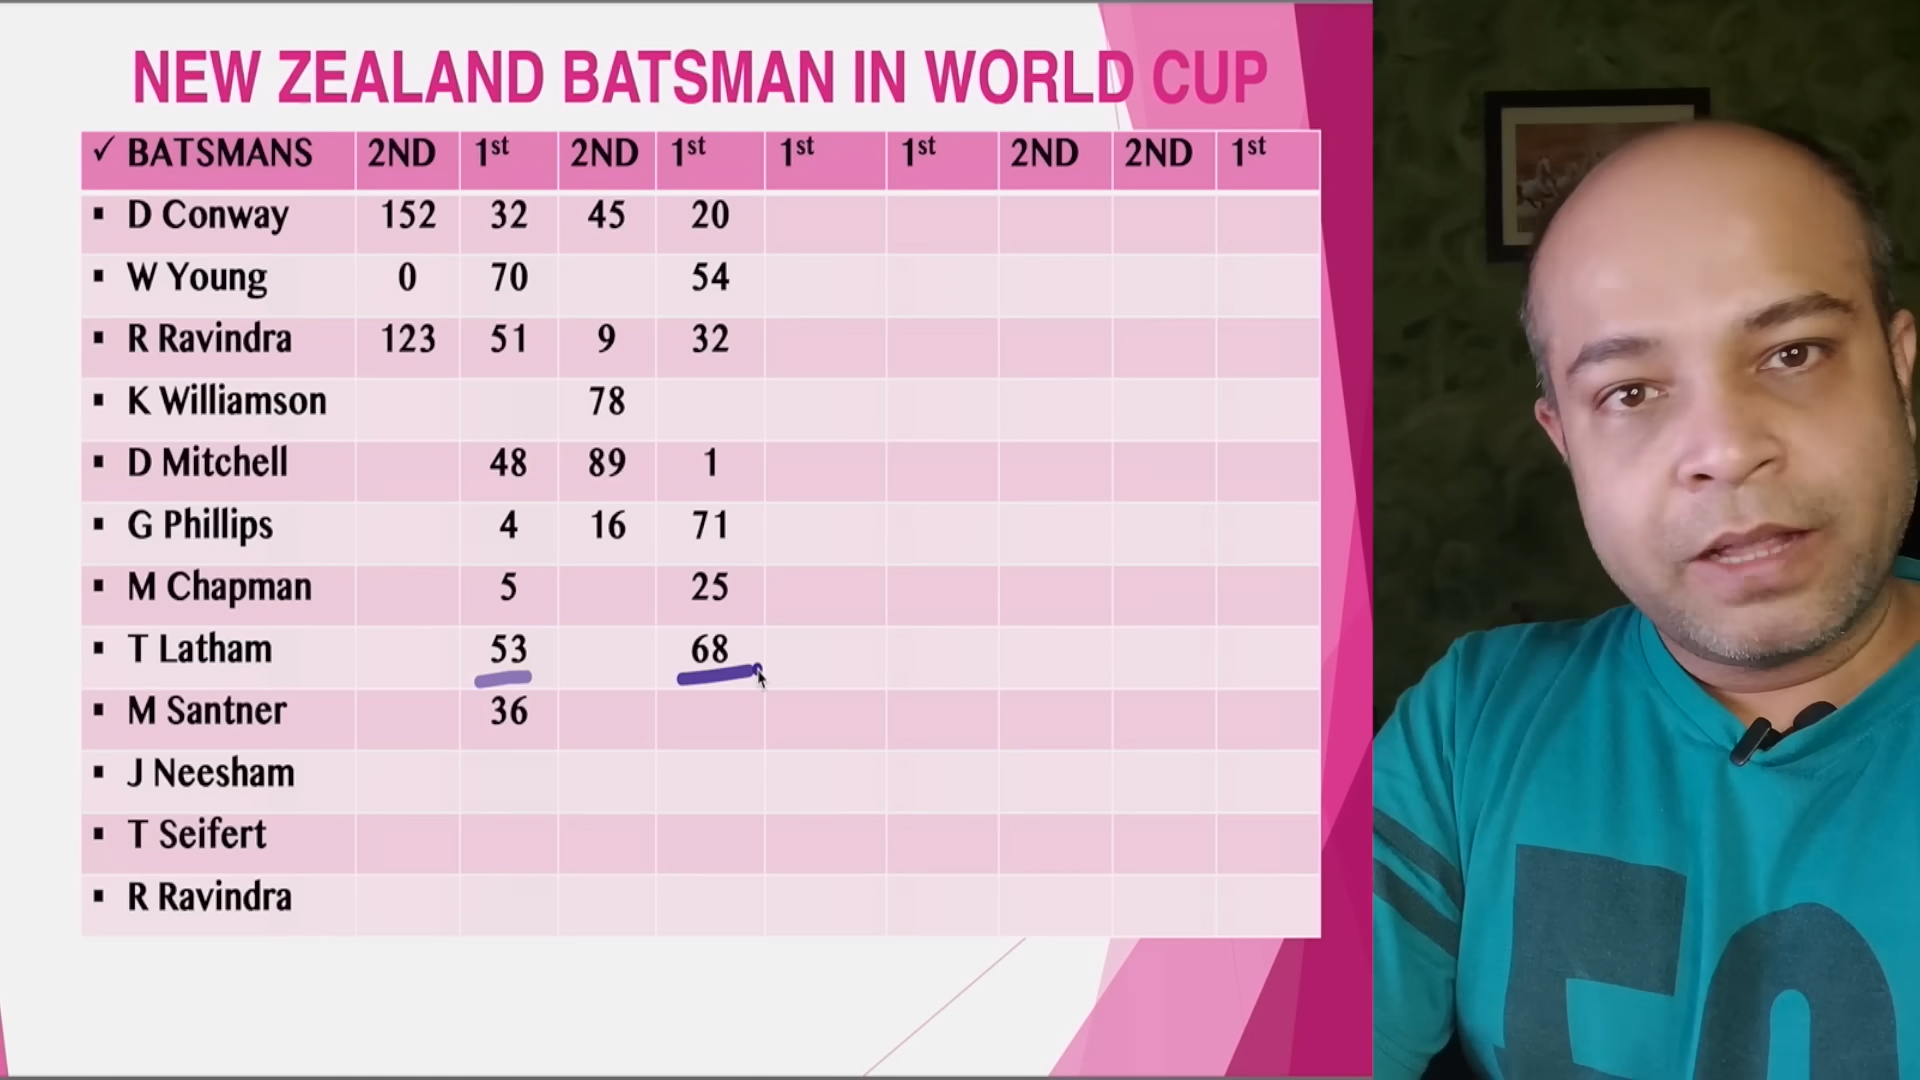 NEW ZEALAND BATSMAN IN WORLD CUP
✓ BATSMANS 2ND 1st 2ND 1st 1st 1st 2ND 2ND 1st
▪ D Conway 152 32 45 20
▪ W Young 0 70 54
▪ R Ravindra 123 51 9 32
▪ K Williamson 78
▪ D Mitchell 48 89 1
▪ G Phillips 4 16 71
▪ M Chapman 5 25
▪ T Latham 53 68
▪ M Santner 36
▪ J Neesham
▪ T Seifert
▪ R Ravindra